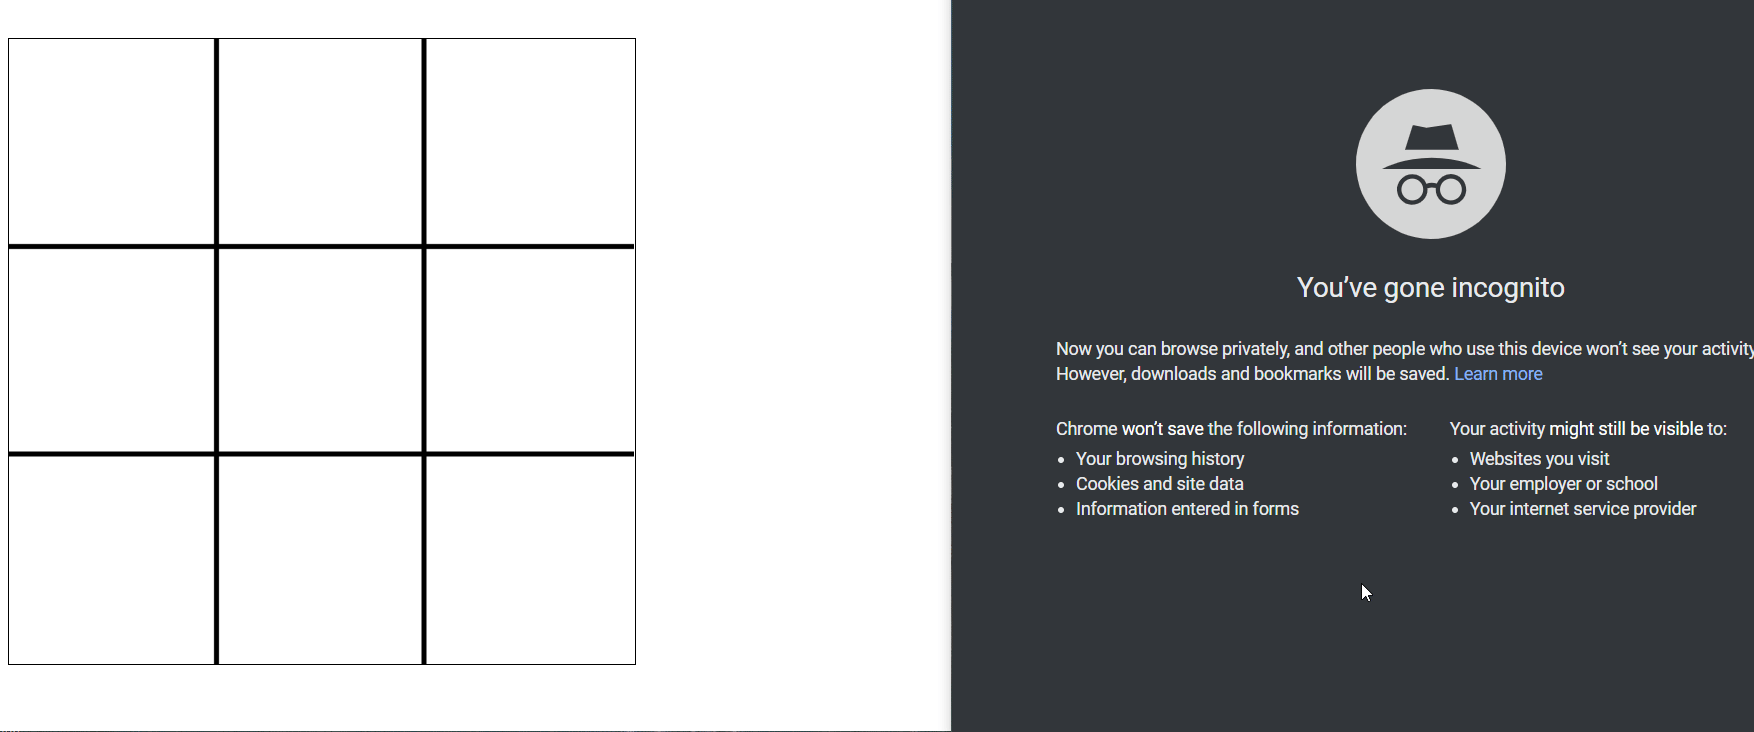 You've gone incognito
Now you can browse privately, and other people who use this device won't see your activity
However, downloads and bookmarks will be saved. Learn more
Chrome won't save the following information:
• Your browsing history
• Cookies and site data
• Information entered in forms
Your activity might still be visible to:
• Websites you visit
• Your employer or school
• Your internet service provider